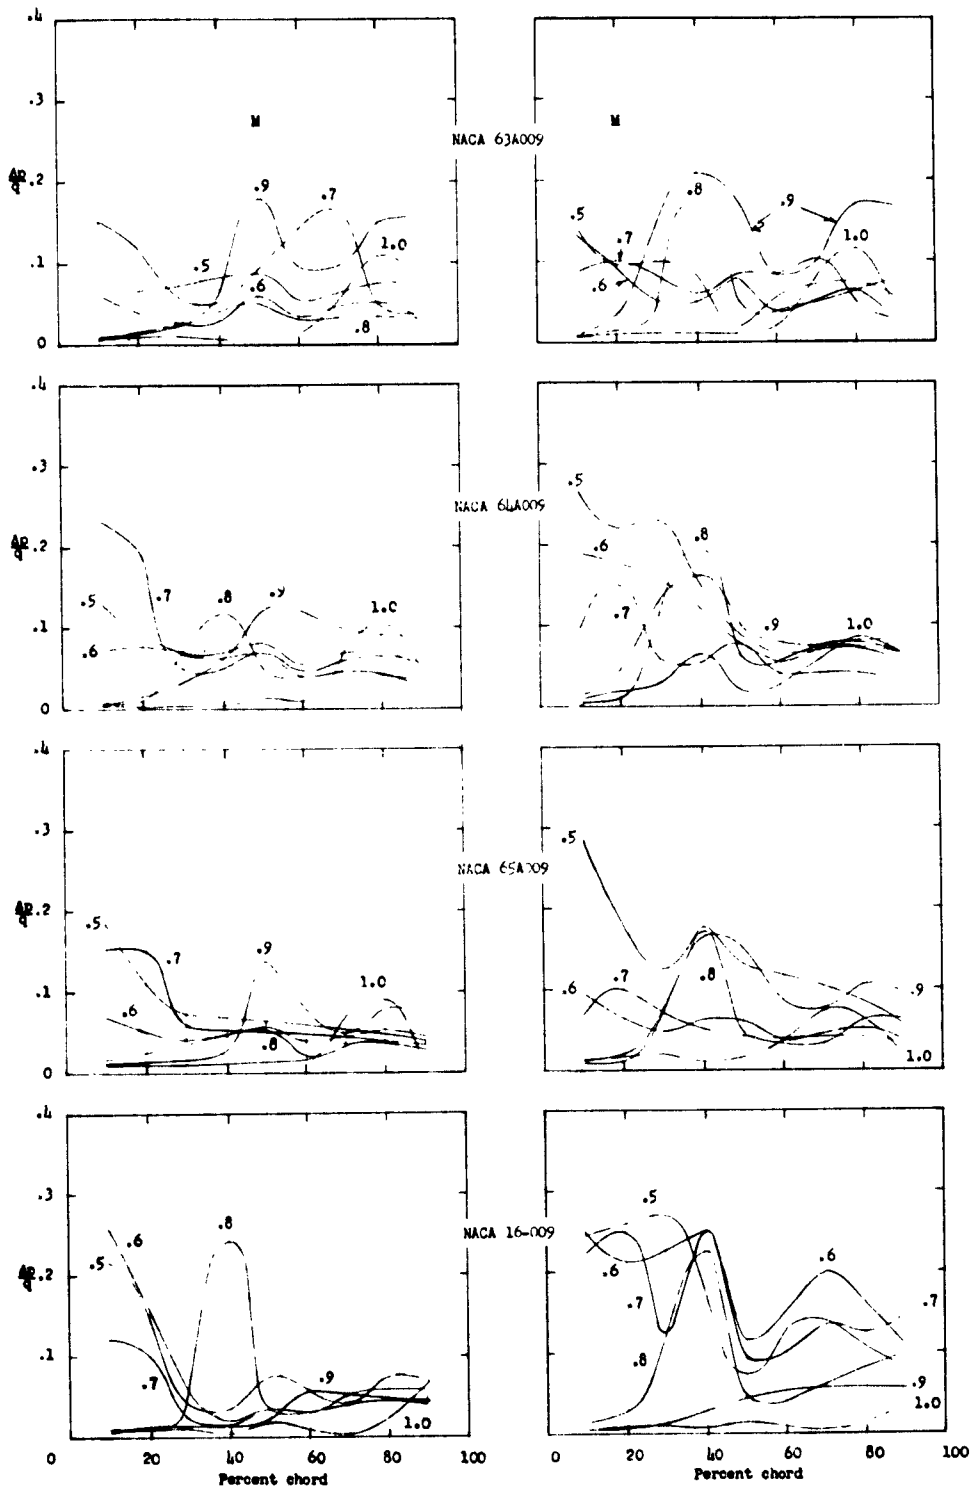 .4
.3
M M
NACA 63A009
Δp/q .2
.9 .7 .8 .9
.5 .7 1.0
.1 .5 .6 1.0 .6
.8
0
.4
.3
.5
NACA 64A009
Δp/q .2
.8
.6
.5 .7 .8 .9 1.0 .7
.1 .9 1.0
.6
0
.4
.3
.5
NACA 65A009
Δp/q .2
.5 .7 .9
1.0 .7 .8 .9
.1 .6 .6
.8 1.0
0
.4
.3
.5
.8
NACA 16-009
.6 .6
Δp/q .2 .5 .6
.7 .7
.1 .7 .9 .8 .9
1.0 1.0
0
0 20 40 60 80 100 0 20 40 60 80 100
Percent chord Percent chord